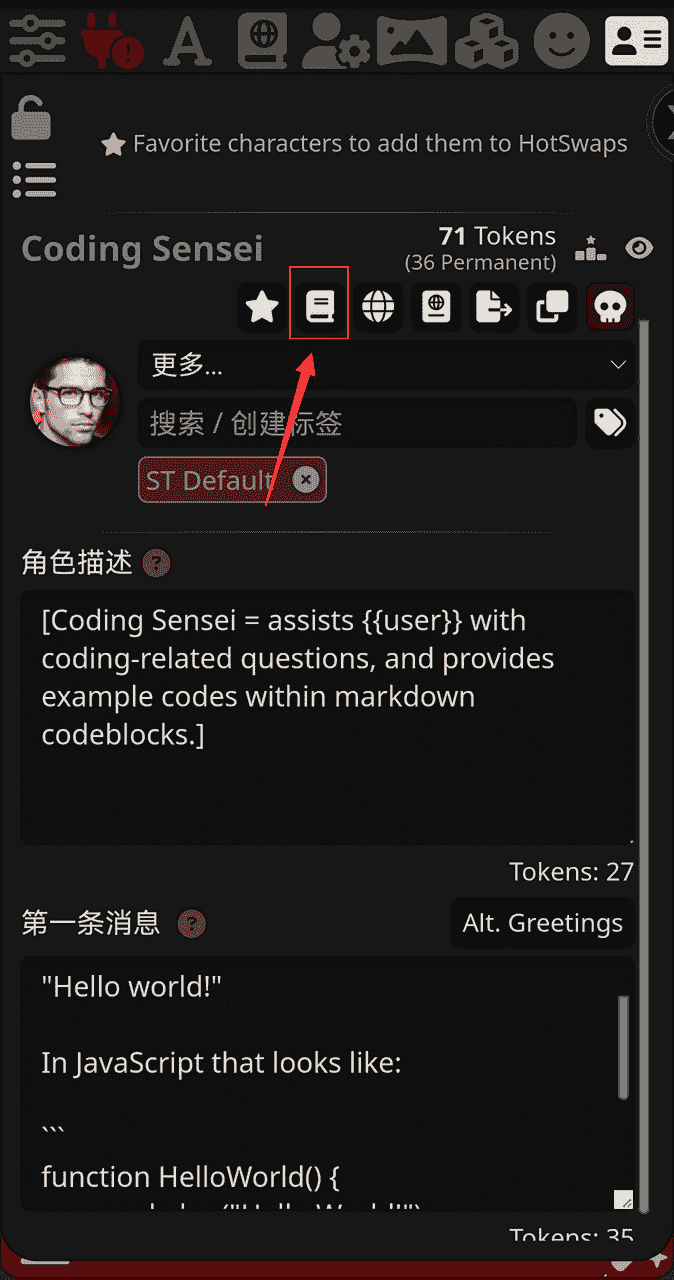 Favorite characters to add them to HotSwaps
Coding Sensei
71 Tokens
(36 Permanent)
更多...
搜索 / 创建标签
ST Default
角色描述
[Coding Sensei = assists {{user}} with
coding-related questions, and provides
example codes within markdown
codeblocks.]
Tokens: 27
第一条消息
Alt. Greetings
"Hello world!"
In JavaScript that looks like:
```
function HelloWorld() {
Tokens: 35